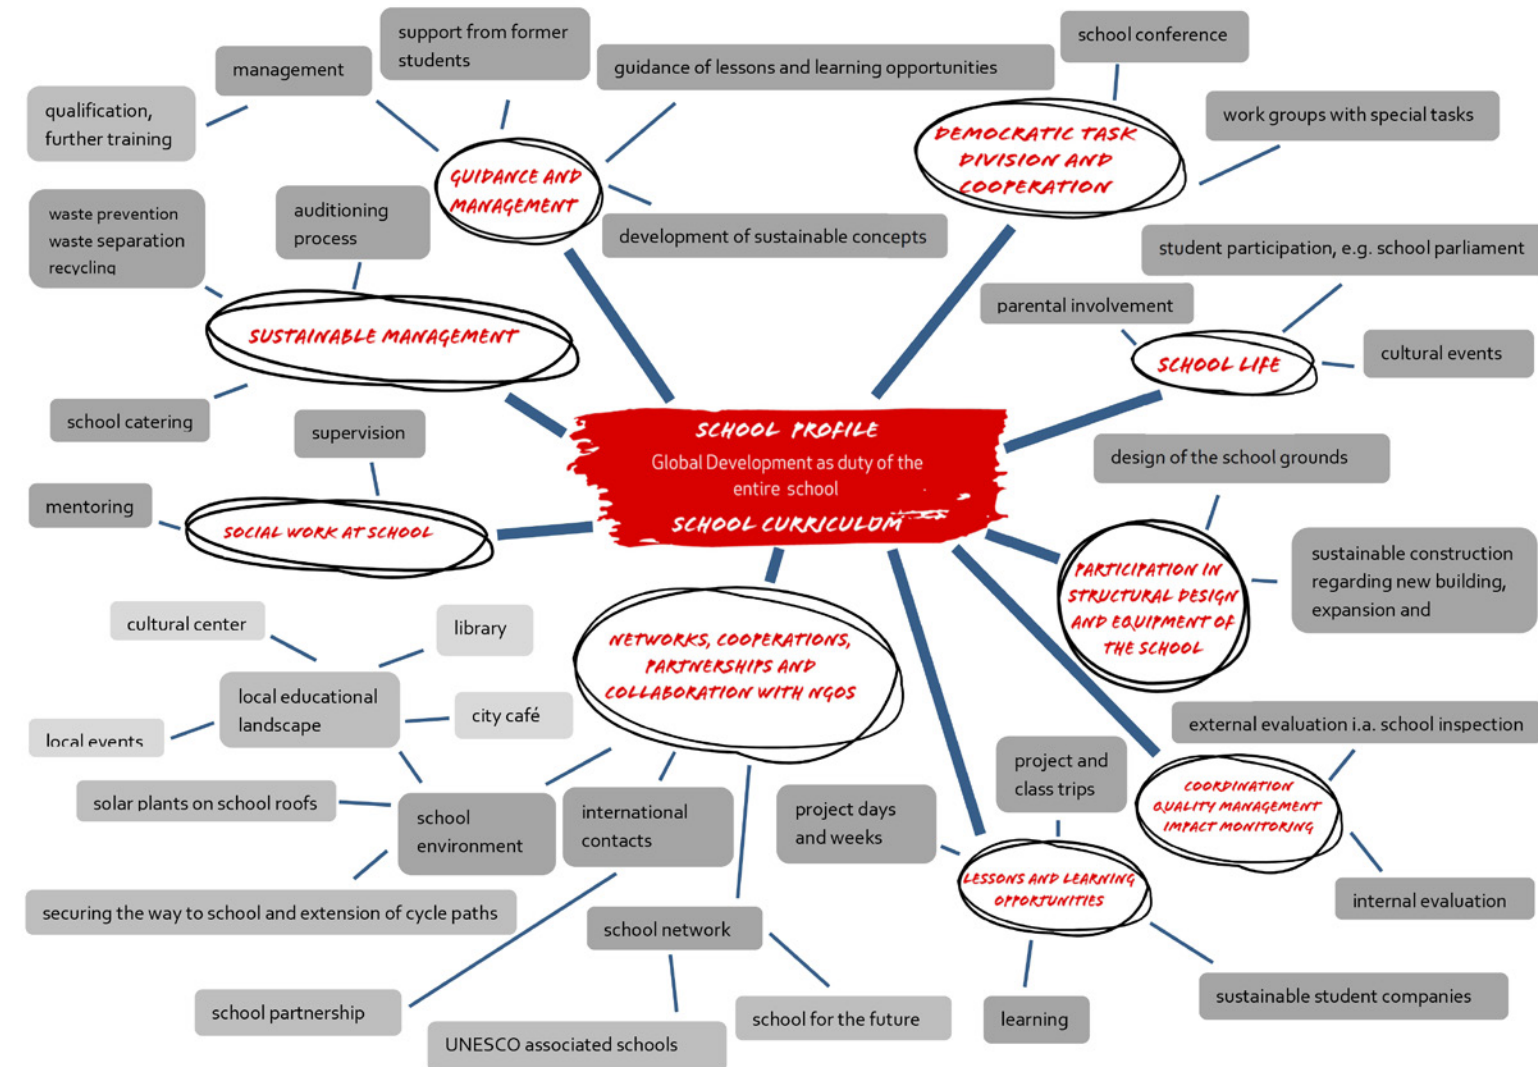 support from former
students
school conference
management
guidance of lessons and learning opportunities
qualification,
further training
work groups with special tasks
DEMOCRATIC TASK
DIVISION AND
COOPERATION
GUIDANCE AND
MANAGEMENT
waste prevention
waste separation
recycling
auditioning
process
development of sustainable concepts
student participation, e.g. school parliament
parental involvement
SUSTAINABLE MANAGEMENT
SCHOOL LIFE
cultural events
school catering
supervision
SCHOOL PROFILE
Global Development as duty of the
entire school
SCHOOL CURRICULUM
design of the school grounds
mentoring
SOCIAL WORK AT SCHOOL
sustainable construction
regarding new building,
expansion and
PARTICIPATION IN
STRUCTURAL DESIGN
AND EQUIPMENT OF
THE SCHOOL
cultural center
library
NETWORKS, COOPERATIONS,
PARTNERSHIPS AND
COLLABORATION WITH NGOS
local educational
landscape
city café
local events
external evaluation i.a. school inspection
project and
class trips
COORDINATION
QUALITY MANAGEMENT
IMPACT MONITORING
solar plants on school roofs
school
environment
international
contacts
project days
and weeks
LESSONS AND LEARNING
OPPORTUNITIES
internal evaluation
securing the way to school and extension of cycle paths
school network
sustainable student companies
school partnership
school for the future
learning
UNESCO associated schools